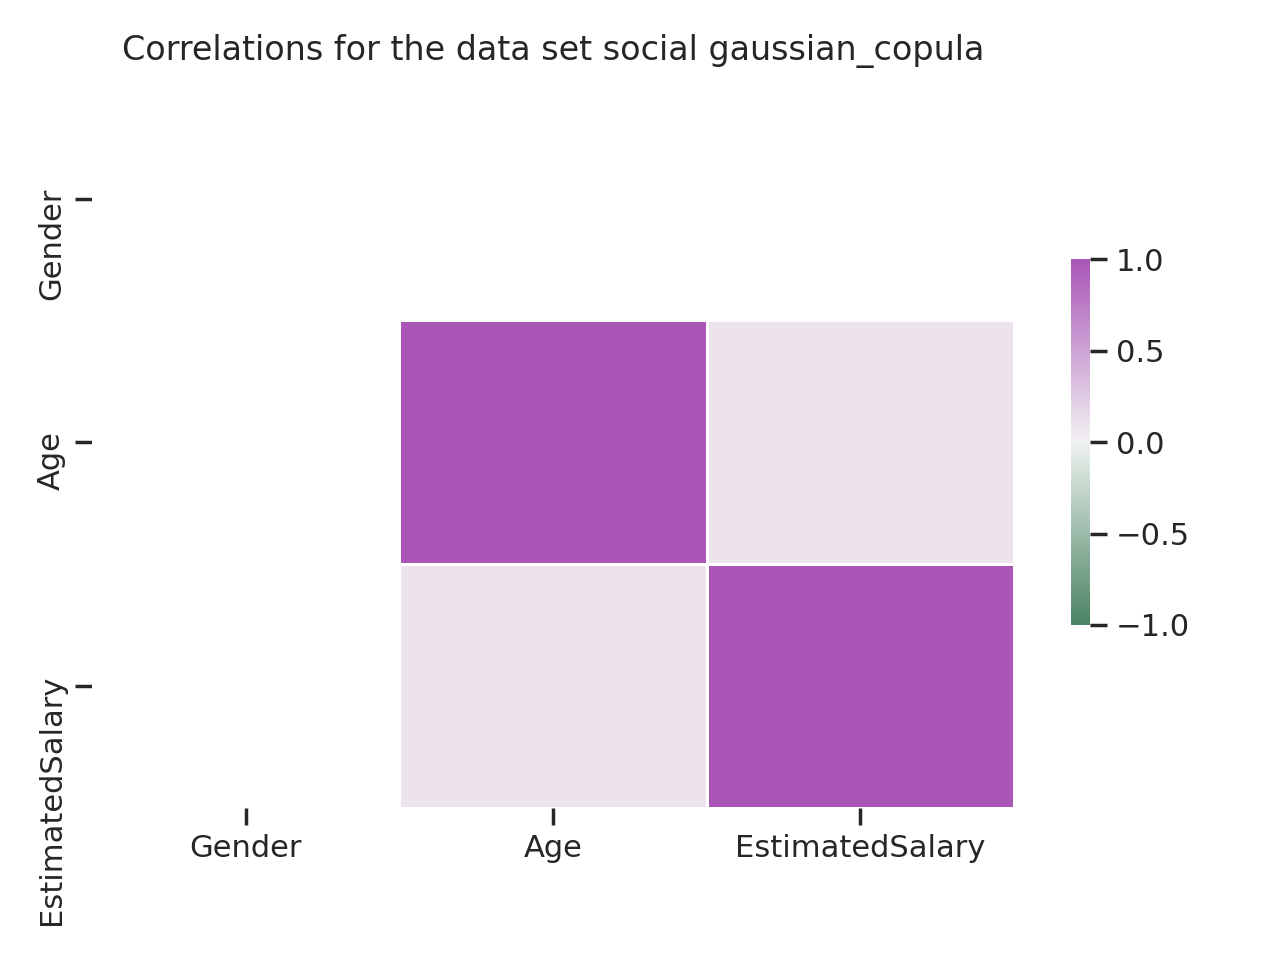 Correlations for the data set social gaussian_copula
Gender
Age
EstimatedSalary
Gender
Age
EstimatedSalary
1.0
0.5
0.0
−0.5
−1.0